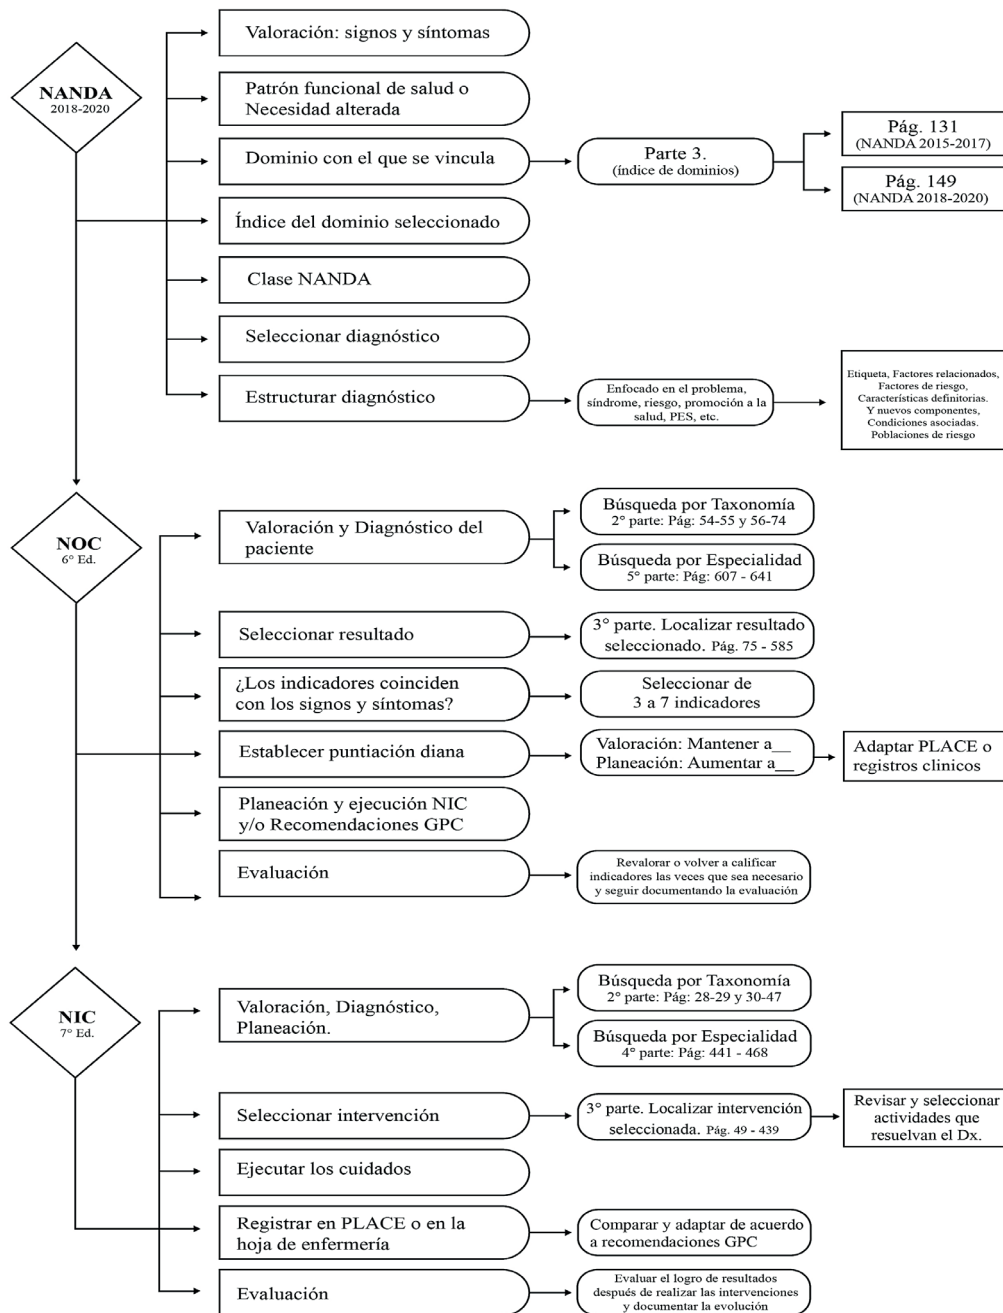 NANDA
2018-2020
Valoración: signos y síntomas
Patrón funcional de salud o
Necesidad alterada
Dominio con el que se vincula
Parte 3.
(índice de dominios)
Pág. 131
(NANDA 2015-2017)
Pág. 149
(NANDA 2018-2020)
Índice del dominio seleccionado
Clase NANDA
Seleccionar diagnóstico
Estructurar diagnóstico
Enfocado en el problema,
síndrome, riesgo, promoción a la
salud, PES, etc.
Etiqueta, Factores relacionados,
Factores de riesgo,
Características definitorias.
Y nuevos componentes,
Condiciones asociadas.
Poblaciones de riesgo
NOC
6° Ed.
Valoración y Diagnóstico del
paciente
Búsqueda por Taxonomía
2° parte: Pág: 54-55 y 56-74
Búsqueda por Especialidad
5° parte: Pág: 607 - 641
Seleccionar resultado
3° parte. Localizar resultado
seleccionado. Pág. 75 - 585
¿Los indicadores coinciden
con los signos y síntomas?
Seleccionar de
3 a 7 indicadores
Establecer puntiación diana
Valoración: Mantener a__
Planeación: Aumentar a__
Adaptar PLACE o
registros clinicos
Planeación y ejecución NIC
y/o Recomendaciones GPC
Evaluación
Revalorar o volver a calificar
indicadores las veces que sea necesario
y seguir documentando la evaluación
NIC
7° Ed.
Valoración, Diagnóstico,
Planeación.
Búsqueda por Taxonomía
2° parte: Pág: 28-29 y 30-47
Búsqueda por Especialidad
4° parte: Pág: 441 - 468
Seleccionar intervención
3° parte. Localizar intervención
seleccionada. Pág. 49 - 439
Revisar y seleccionar
actividades que
resuelvan el Dx.
Ejecutar los cuidados
Registrar en PLACE o en la
hoja de enfermería
Comparar y adaptar de acuerdo
a recomendaciones GPC
Evaluación
Evaluar el logro de resultados
después de realizar las intervenciones
y documentar la evolución